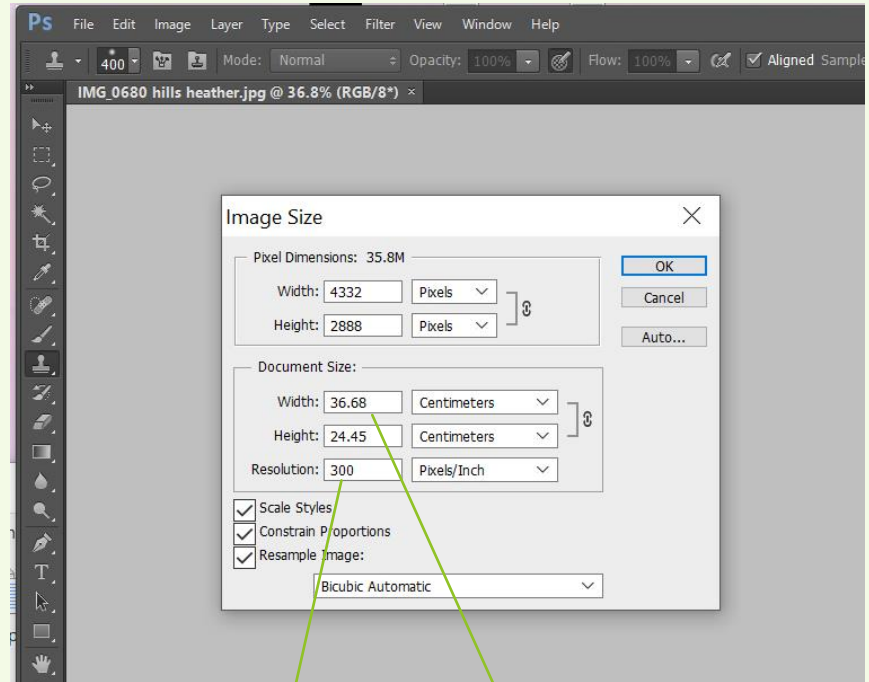 Ps File Edit Image Layer Type Select Filter View Window Help
400 Mode: Normal Opacity: 100% Flow: 100% Aligned Sample
IMG_0680 hills heather.jpg @ 36.8% (RGB/8*) ×
Image Size
Pixel Dimensions: 35.8M
OK
Width: 4332 Pixels
Cancel
Height: 2888 Pixels
Auto...
Document Size:
Width: 36.68 Centimeters
Height: 24.45 Centimeters
Resolution: 300 Pixels/Inch
Scale Styles
Constrain Proportions
Resample Image:
Bicubic Automatic
T